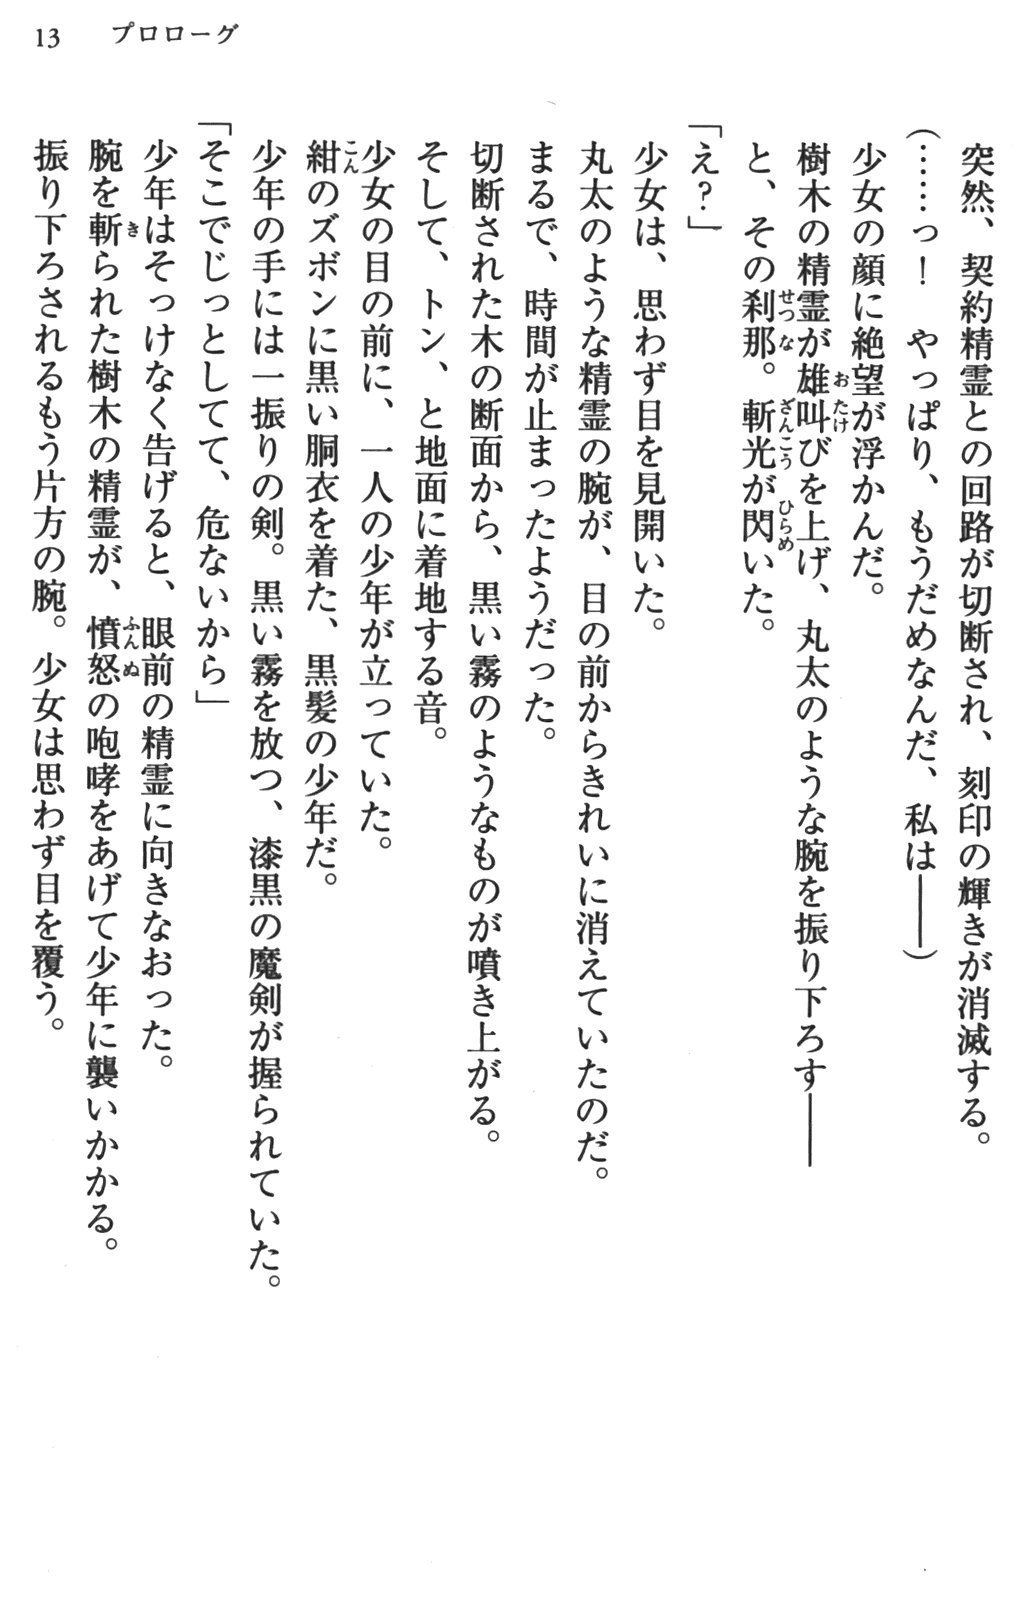 13　プロローグ
突然、契約精霊との回路が切断され、刻印の輝きが消滅する。
（……っ！　やっぱり、もうだめなんだ、私は――）
少女の顔に絶望が浮かんだ。
樹木の精霊が雄叫びを上げ、丸太のような腕を振り下ろす――
と、その刹那。斬光が閃いた。
「え？」
少女は、思わず目を見開いた。
丸太のような精霊の腕が、目の前からきれいに消えていたのだ。
まるで、時間が止まったようだった。
切断された木の断面から、黒い霧のようなものが噴き上がる。
そして、トン、と地面に着地する音。
少女の目の前に、一人の少年が立っていた。
紺のズボンに黒い胴衣を着た、黒髪の少年だ。
少年の手には一振りの剣。黒い霧を放つ、漆黒の魔剣が握られていた。
「そこでじっとしてて、危ないから」
少年はそっけなく告げると、眼前の精霊に向きなおった。
腕を斬られた樹木の精霊が、憤怒の咆哮をあげて少年に襲いかかる。
振り下ろされるもう片方の腕。少女は思わず目を覆う。